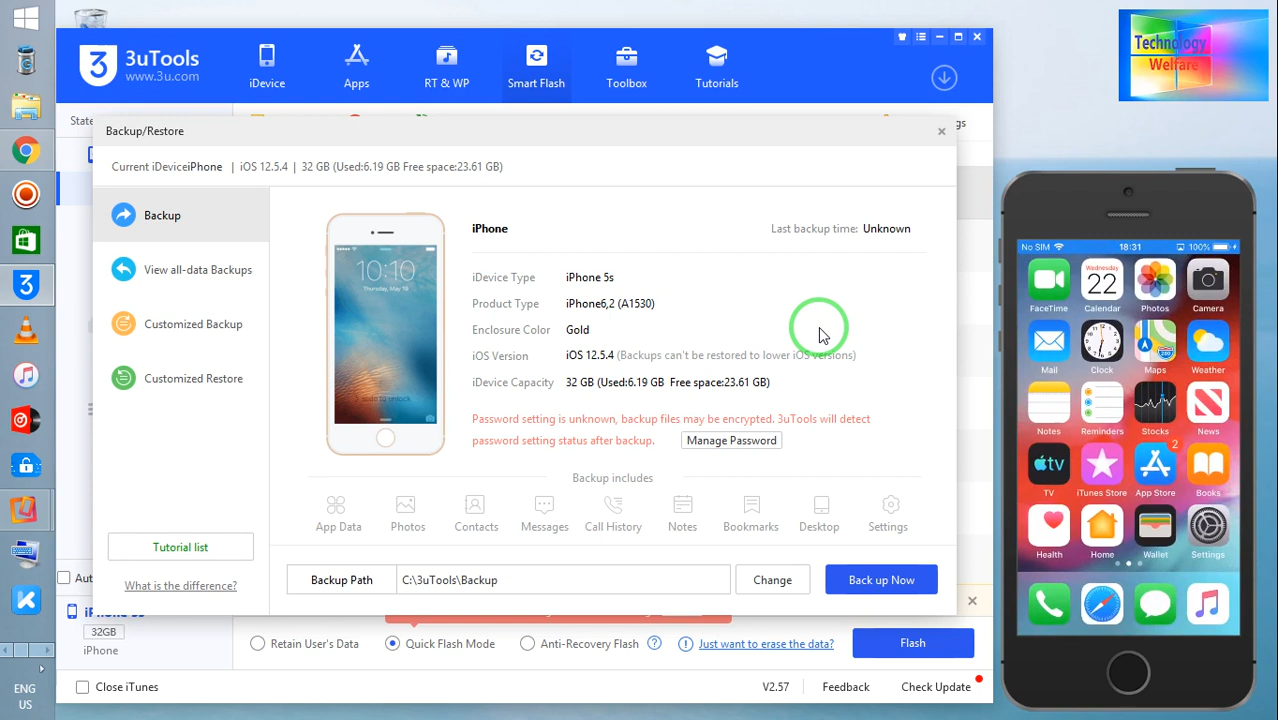 3 3uTools
www.3u.com
iDevice
Apps
RT & WP
Smart Flash
Toolbox
Tutorials
Technology
Welfare
State
gs
Backup/Restore
Current iDeviceiPhone | iOS 12.5.4 | 32 GB (Used:6.19 GB Free space:23.61 GB)
Backup
View all-data Backups
Customized Backup
Customized Restore
Tutorial list
What is the difference?
10:10
iPhone
Last backup time: Unknown
iDevice Type iPhone 5s
Product Type iPhone6,2 (A1530)
Enclosure Color Gold
iOS Version iOS 12.5.4 (Backups can't be restored to lower iOS versions)
iDevice Capacity 32 GB (Used:6.19 GB Free space:23.61 GB)
Password setting is unknown, backup files may be encrypted. 3uTools will detect
password setting status after backup. Manage Password
Backup includes
App Data Photos Contacts Messages Call History Notes Bookmarks Desktop Settings
Backup Path C:\3uTools\Backup Change Back up Now
Aut
iPhone 5s
32GB
iPhone
Retain User's Data Quick Flash Mode Anti-Recovery Flash ? ! Just want to erase the data? Flash
Close iTunes
V2.57 Feedback Check Update
ENG
US
No SIM 18:31 100%
Wednesday
22
FaceTime Calendar Photos Camera
Mail Clock Maps Weather
Notes Reminders Stocks News
tv
2
TV iTunes Store App Store Books
Health Home Wallet Settings